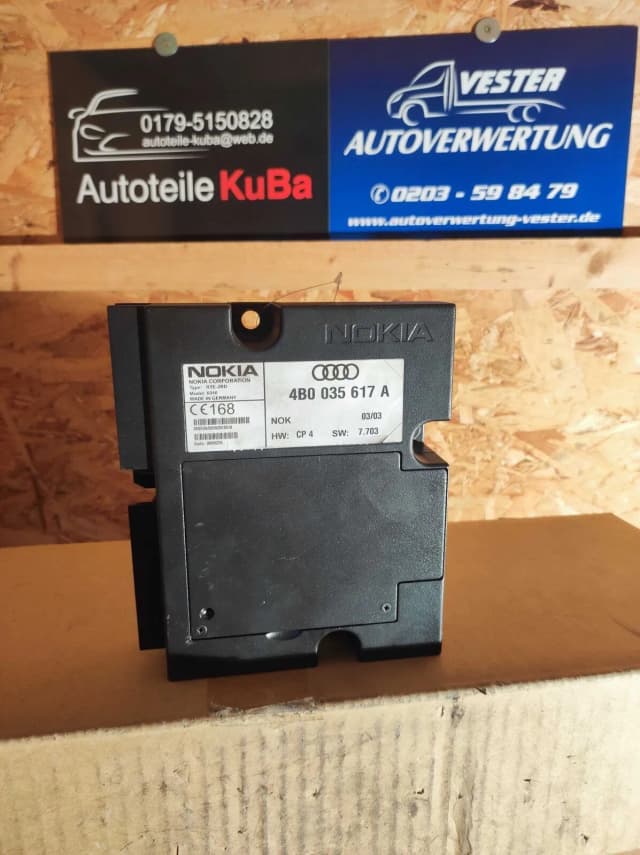 0179-5150828
autoteile-kuba@web.de
Autoteile KuBa
VESTER
AUTOVERWERTUNG
0203 - 59 84 79
www.autoverwertung-vester.de
NOKIA
NOKIA
NOKIA CORPORATION
MADE IN GERMANY
CE168
4B0 035 617 A
NOK 03/03
HW: CP 4 SW: 7.703